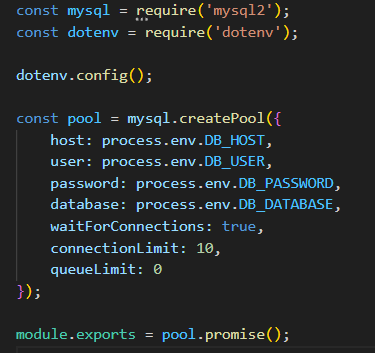 const mysql = require('mysql2');
const dotenv = require('dotenv');

dotenv.config();

const pool = mysql.createPool({
    host: process.env.DB_HOST,
    user: process.env.DB_USER,
    password: process.env.DB_PASSWORD,
    database: process.env.DB_DATABASE,
    waitForConnections: true,
    connectionLimit: 10,
    queueLimit: 0
});

module.exports = pool.promise();